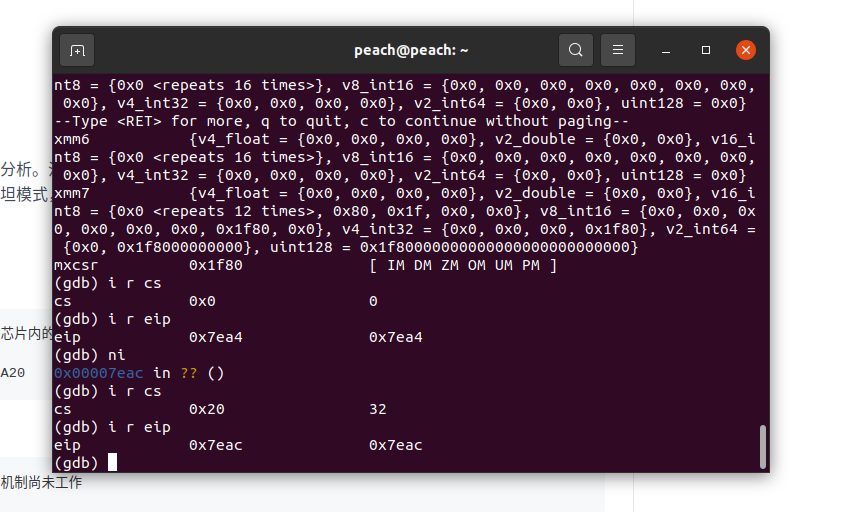 peach@peach: ~
nt8 = {0x0 <repeats 16 times>}, v8_int16 = {0x0, 0x0, 0x0, 0x0, 0x0, 0x0, 0x0,
 0x0}, v4_int32 = {0x0, 0x0, 0x0, 0x0}, v2_int64 = {0x0, 0x0}, uint128 = 0x0}
--Type <RET> for more, q to quit, c to continue without paging--
xmm6           {v4_float = {0x0, 0x0, 0x0, 0x0}, v2_double = {0x0, 0x0}, v16_i
nt8 = {0x0 <repeats 16 times>}, v8_int16 = {0x0, 0x0, 0x0, 0x0, 0x0, 0x0, 0x0,
 0x0}, v4_int32 = {0x0, 0x0, 0x0, 0x0}, v2_int64 = {0x0, 0x0}, uint128 = 0x0}
xmm7           {v4_float = {0x0, 0x0, 0x0, 0x0}, v2_double = {0x0, 0x0}, v16_i
nt8 = {0x0 <repeats 12 times>, 0x80, 0x1f, 0x0, 0x0}, v8_int16 = {0x0, 0x0, 0x
0, 0x0, 0x0, 0x0, 0x1f80, 0x0}, v4_int32 = {0x0, 0x0, 0x0, 0x1f80}, v2_int64 =
 {0x0, 0x1f8000000000}, uint128 = 0x1f8000000000000000000000000}
mxcsr          0x1f80              [ IM DM ZM OM UM PM ]
(gdb) i r cs
cs             0x0                 0
(gdb) i r eip
eip            0x7ea4              0x7ea4
(gdb) ni
0x00007eac in ?? ()
(gdb) i r cs
cs             0x20                32
(gdb) i r eip
eip            0x7eac              0x7eac
(gdb)
分析。
坦模式，
芯片内的
A20
机制尚未工作